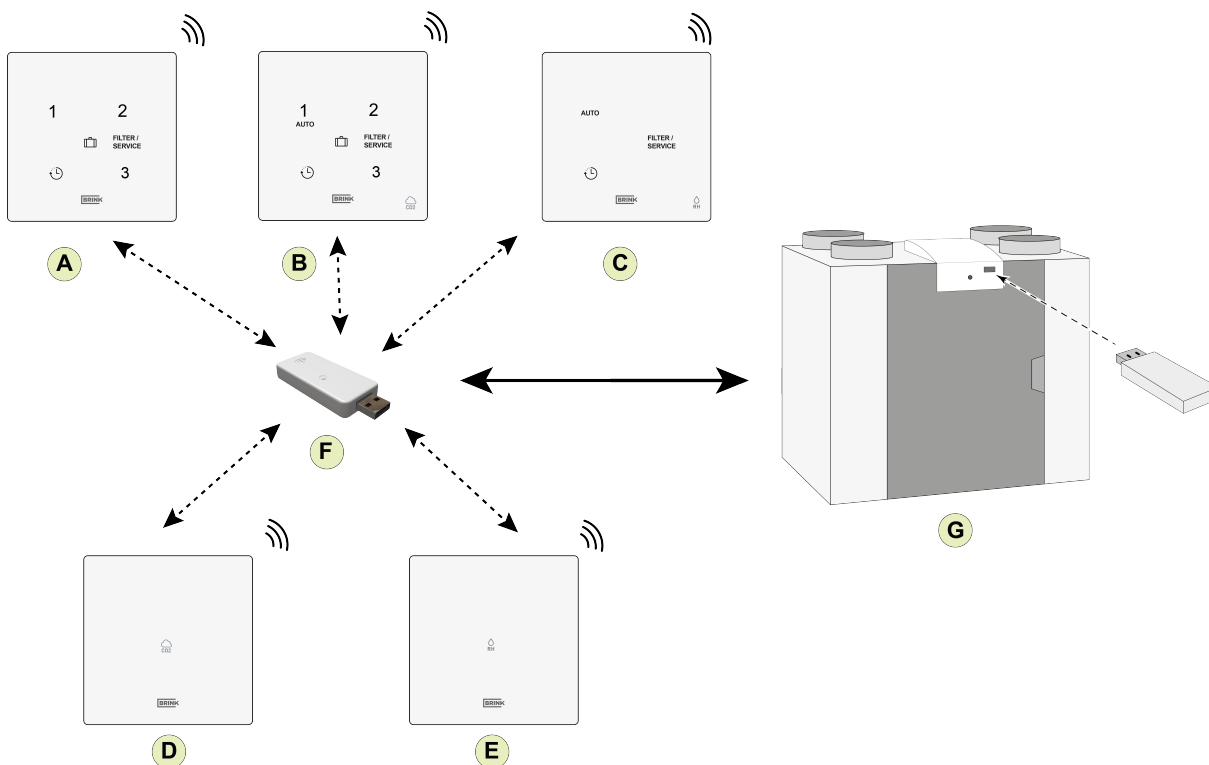 1
2
FILTER /
SERVICE
3
BRINK
A
1
AUTO
2
FILTER /
SERVICE
3
BRINK
CO2
B
AUTO
FILTER /
SERVICE
BRINK
RH
C
F
G
CO2
BRINK
D
RH
BRINK
E